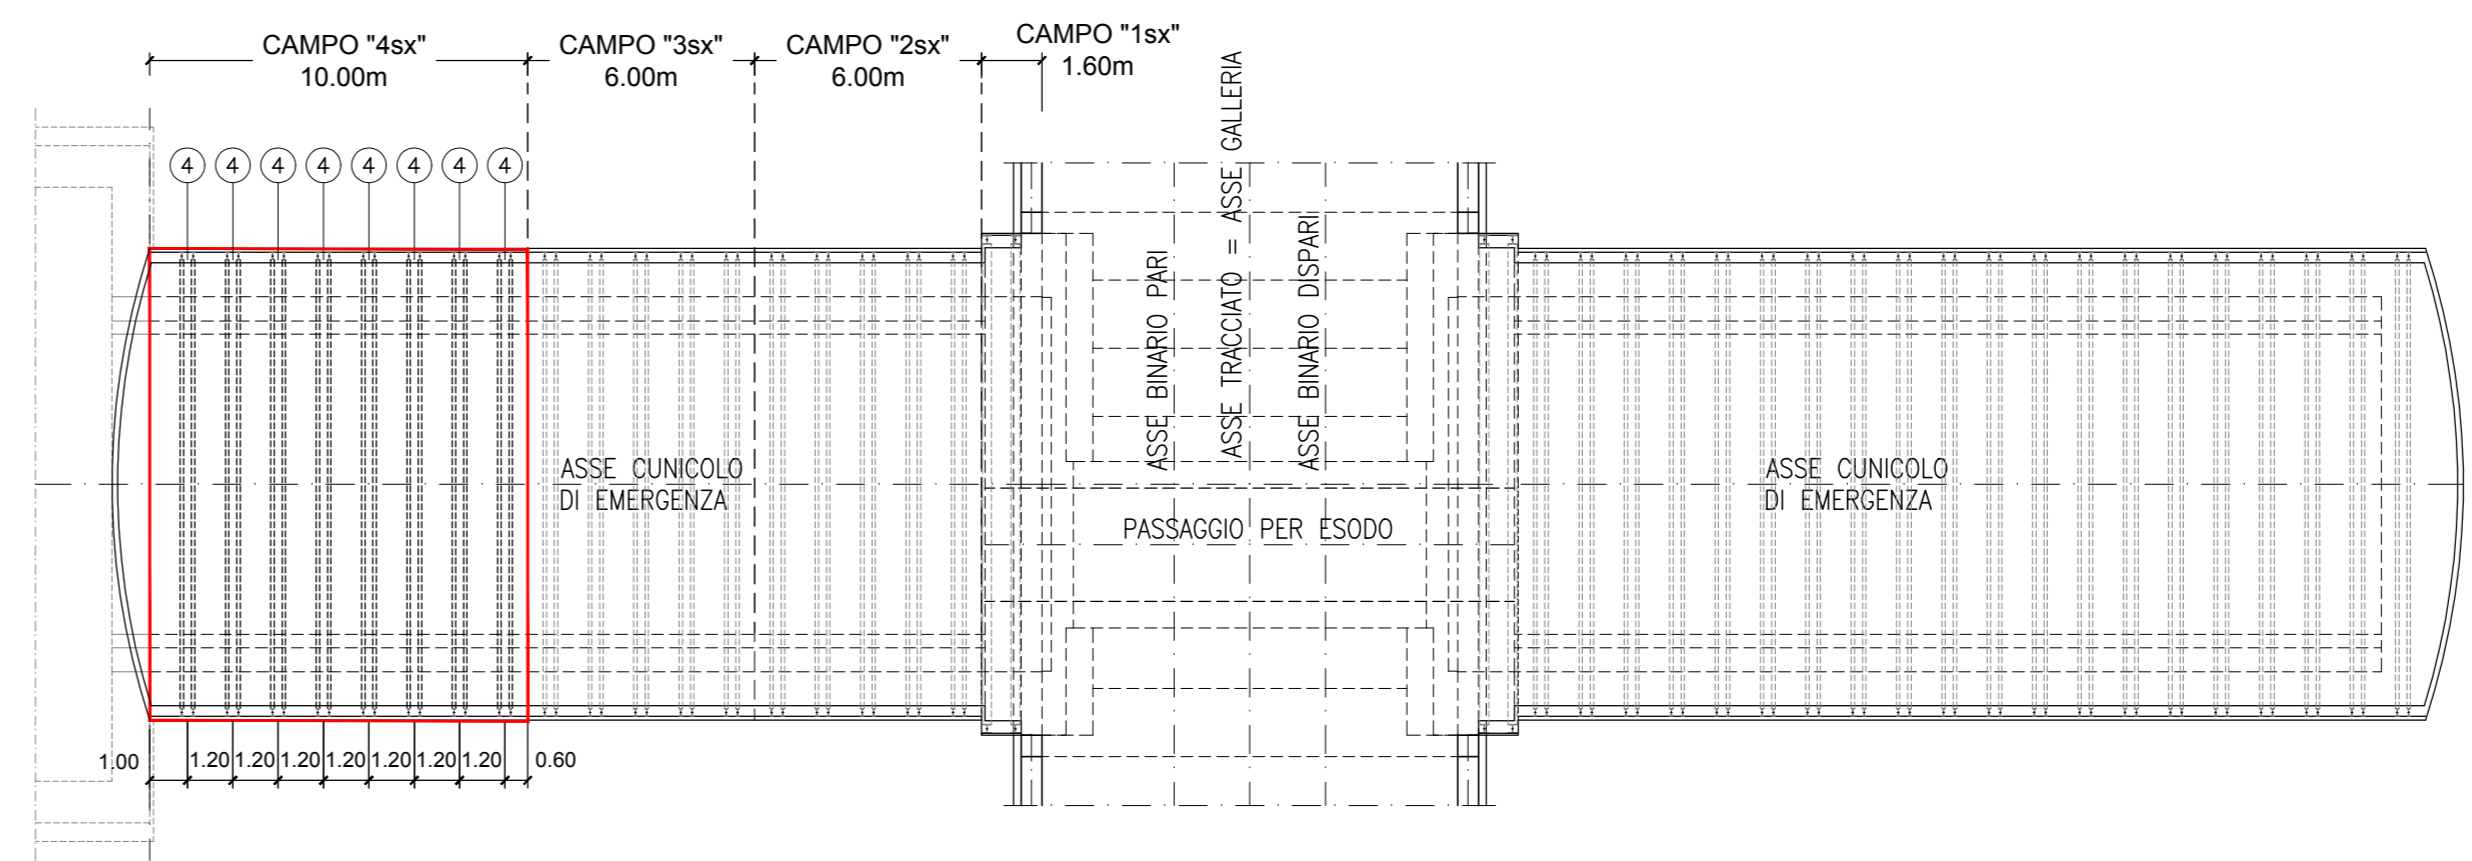 CAMPO "4sx"
10.00m
CAMPO "3sx"
6.00m
CAMPO "2sx"
6.00m
CAMPO "1sx"
1.60m
4 4 4 4 4 4 4 4
ASSE CUNICOLO
DI EMERGENZA
ASSE BINARIO PARI
ASSE TRACCIATO = ASSE GALLERIA
ASSE BINARIO DISPARI
PASSAGGIO PER ESODO
ASSE CUNICOLO
DI EMERGENZA
1.00 1.20 1.20 1.20 1.20 1.20 1.20 1.20 0.60